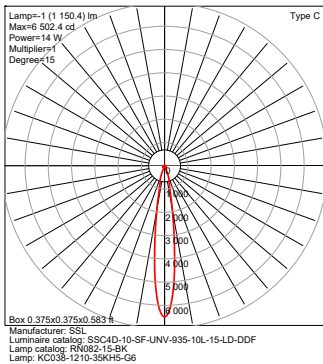 Lamp=-1 (1 150.4) lm
Type C
Max=6 502.4 cd
Power=14 W
Multiplier=1
Degree=15
0
1 000
2 000
3 000
4 000
5 000
6 000
Box 0.375x0.375x0.583 ft
Manufacturer: SSL
Luminaire catalog: SSC4D-10-SF-UNV-935-10L-15-LD-DDF
Lamp catalog: RN082-15-BK
Lamp: KC038-1210-35KH5-G6